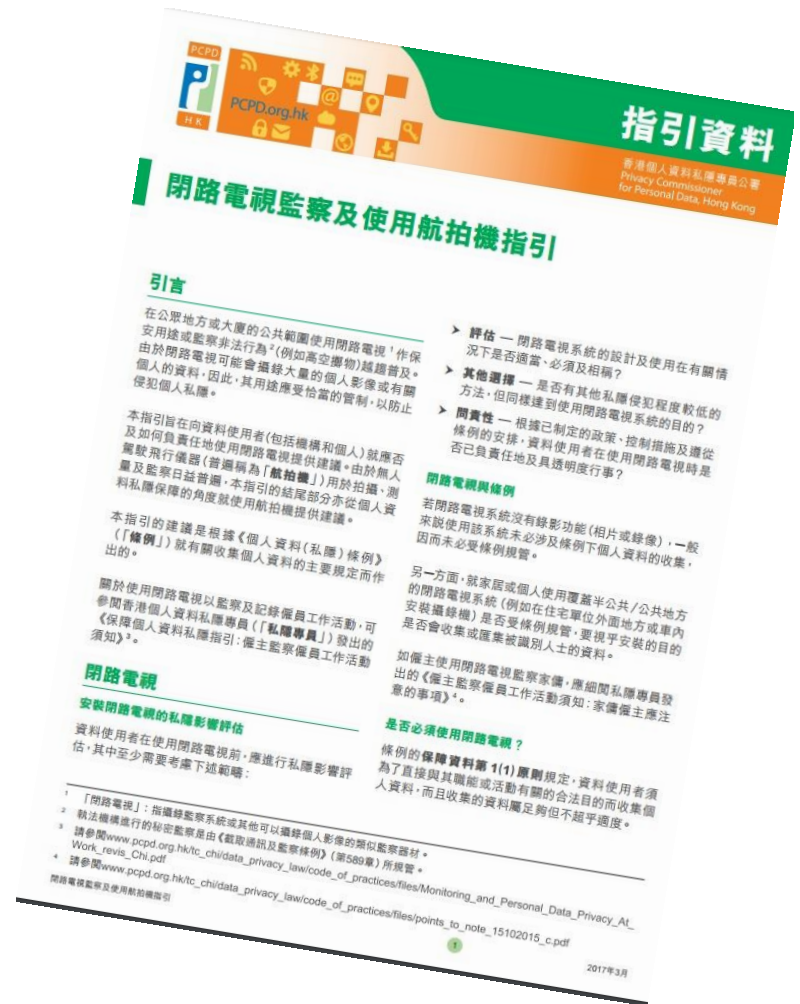 PCPD
HK
PCPD.org.hk
指引資料
香港個人資料私隱專員公署
Privacy Commissioner
for Personal Data, Hong Kong
閉路電視監察及使用航拍機指引
引言
在公眾地方或大廈的公共範圍使用閉路電視¹作保
安用途或監察非法行為²(例如高空擲物)越趨普及。
由於閉路電視可能會攝錄大量的個人影像或有關
個人的資料,因此,其用途應受恰當的管制,以防止
侵犯個人私隱。
本指引旨在向資料使用者(包括機構和個人)就應否
及如何負責任地使用閉路電視提供建議。由於無人
駕駛飛行儀器(普遍稱為「航拍機」)用於拍攝、測
量及監察日益普遍,本指引的結尾部分亦從個人資
料私隱保障的角度就使用航拍機提供建議。
本指引的建議是根據《個人資料(私隱)條例》
(「條例」)就有關收集個人資料的主要規定而作
出的。
關於使用閉路電視以監察及記錄僱員工作活動,可
參閱香港個人資料私隱專員(「私隱專員」)發出的
《保障個人資料私隱指引:僱主監察僱員工作活動
須知》³。
閉路電視
安裝閉路電視的私隱影響評估
資料使用者在使用閉路電視前,應進行私隱影響評
估,其中至少需要考慮下述範疇:
➤ 評估 — 閉路電視系統的設計及使用在有關情
況下是否適當、必須及相稱?
➤ 其他選擇 — 是否有其他私隱侵犯程度較低的
方法,但同樣達到使用閉路電視系統的目的?
➤ 問責性 — 根據已制定的政策、控制措施及遵從
條例的安排,資料使用者在使用閉路電視時是
否已負責任地及具透明度行事?
閉路電視與條例
若閉路電視系統沒有錄影功能(相片或錄像),一般
來說使用該系統未必涉及條例下個人資料的收集,
因而未必受條例規管。
另一方面,就家居或個人使用覆蓋半公共/公共地方
的閉路電視系統(例如在住宅單位外面地方或車內
安裝攝錄機)是否受條例規管,要視乎安裝的目的
是否會收集或匯集被識別人士的資料。
如僱主使用閉路電視監察家傭,應細閱私隱專員發
出的《僱主監察僱員工作活動須知:家傭僱主應注
意的事項》⁴。
是否必須使用閉路電視?
條例的保障資料第1(1)原則規定,資料使用者須
為了直接與其職能或活動有關的合法目的而收集個
人資料,而且收集的資料屬足夠但不超乎適度。
¹ 「閉路電視」:指攝錄監察系統或其他可以攝錄個人影像的類似監察器材。
² 執法機構進行的秘密監察是由《截取通訊及監察條例》(第589章)所規管。
³ 請參閱www.pcpd.org.hk/tc_chi/data_privacy_law/code_of_practices/files/Monitoring_and_Personal_Data_Privacy_At_
Work_revis_Chi.pdf
⁴ 請參閱www.pcpd.org.hk/tc_chi/data_privacy_law/code_of_practices/files/points_to_note_15102015_c.pdf
閉路電視監察及使用航拍機指引
1
2017年3月